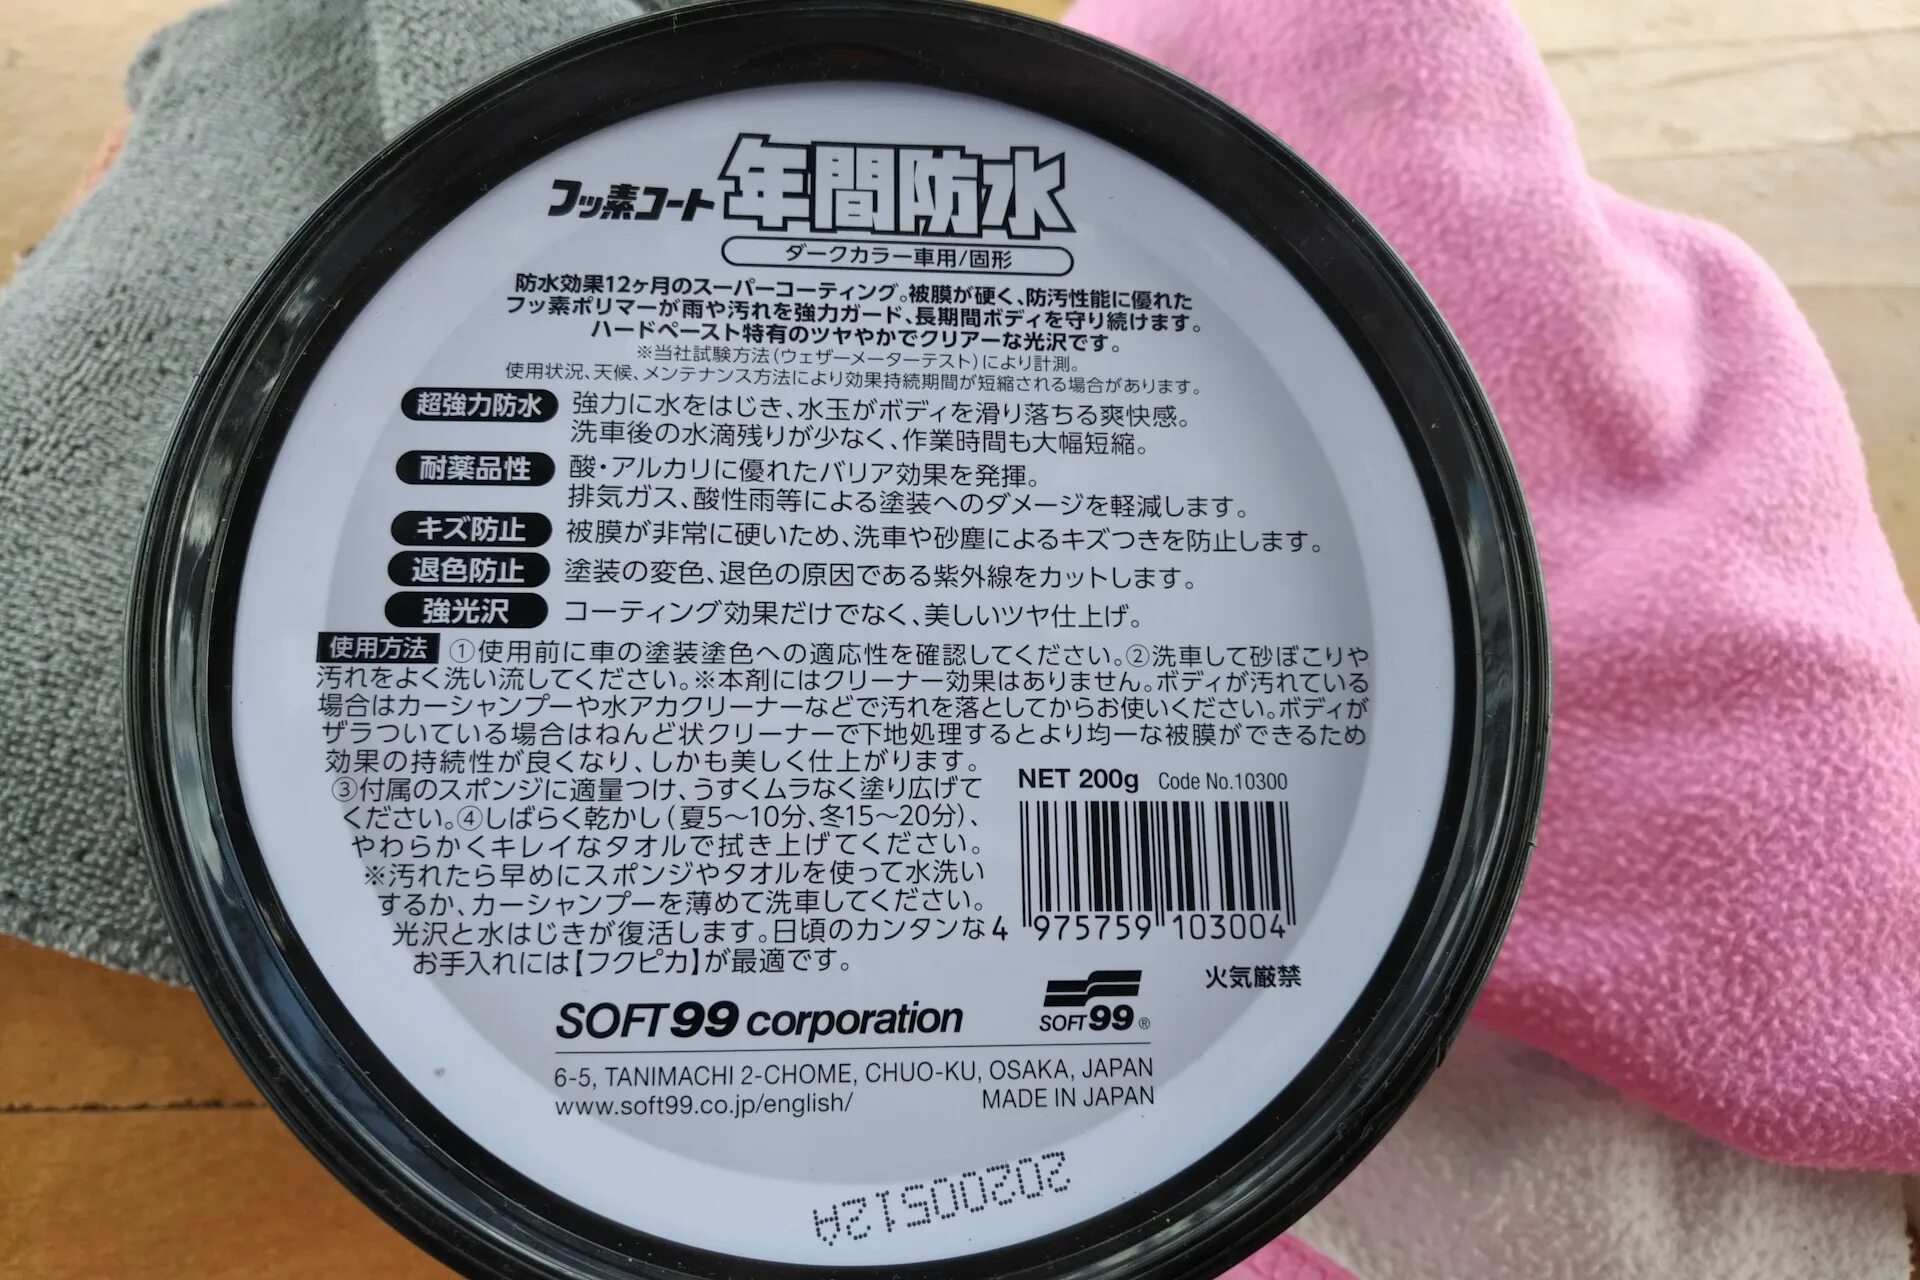 フッ素コート 年間防水
ダークカラー車用/固形
防水効果12ヶ月のスーパーコーティング。被膜が硬く、防汚性能に優れた
フッ素ポリマーが雨や汚れを強力ガード、長期間ボディを守り続けます。
ハードペースト特有のツヤやかでクリアーな光沢です。
※当社試験方法(ウェザーメーターテスト)により計測。
使用状況、天候、メンテナンス方法により効果持続期間が短縮される場合があります。
超強力防水 強力に水をはじき、水玉がボディを滑り落ちる爽快感。
洗車後の水滴残りが少なく、作業時間も大幅短縮。
耐薬品性 酸・アルカリに優れたバリア効果を発揮。
排気ガス、酸性雨等による塗装へのダメージを軽減します。
キズ防止 被膜が非常に硬いため、洗車や砂塵によるキズつきを防止します。
退色防止 塗装の変色、退色の原因である紫外線をカットします。
強光沢 コーティング効果だけでなく、美しいツヤ仕上げ。
使用方法 ①使用前に車の塗装塗色への適応性を確認してください。②洗車して砂ぼこりや
汚れをよく洗い流してください。※本剤にはクリーナー効果はありません。ボディが汚れている
場合はカーシャンプーや水アカクリーナーなどで汚れを落としてからお使いください。ボディが
ザラついている場合はねんど状クリーナーで下地処理するとより均一な被膜ができるため
効果の持続性が良くなり、しかも美しく仕上がります。
③付属のスポンジに適量つけ、うすくムラなく塗り広げて
ください。④しばらく乾かし(夏5〜10分、冬15〜20分)、
やわらかくキレイなタオルで拭き上げてください。
※汚れたら早めにスポンジやタオルを使って水洗い
するか、カーシャンプーを薄めて洗車してください。
光沢と水はじきが復活します。日頃のカンタンな
お手入れには【フクピカ】が最適です。
NET 200g Code No.10300
4 975759 103004
火気厳禁
SOFT99 corporation
SOFT99®
6-5, TANIMACHI 2-CHOME, CHUO-KU, OSAKA, JAPAN
www.soft99.co.jp/english/ MADE IN JAPAN
20200512A